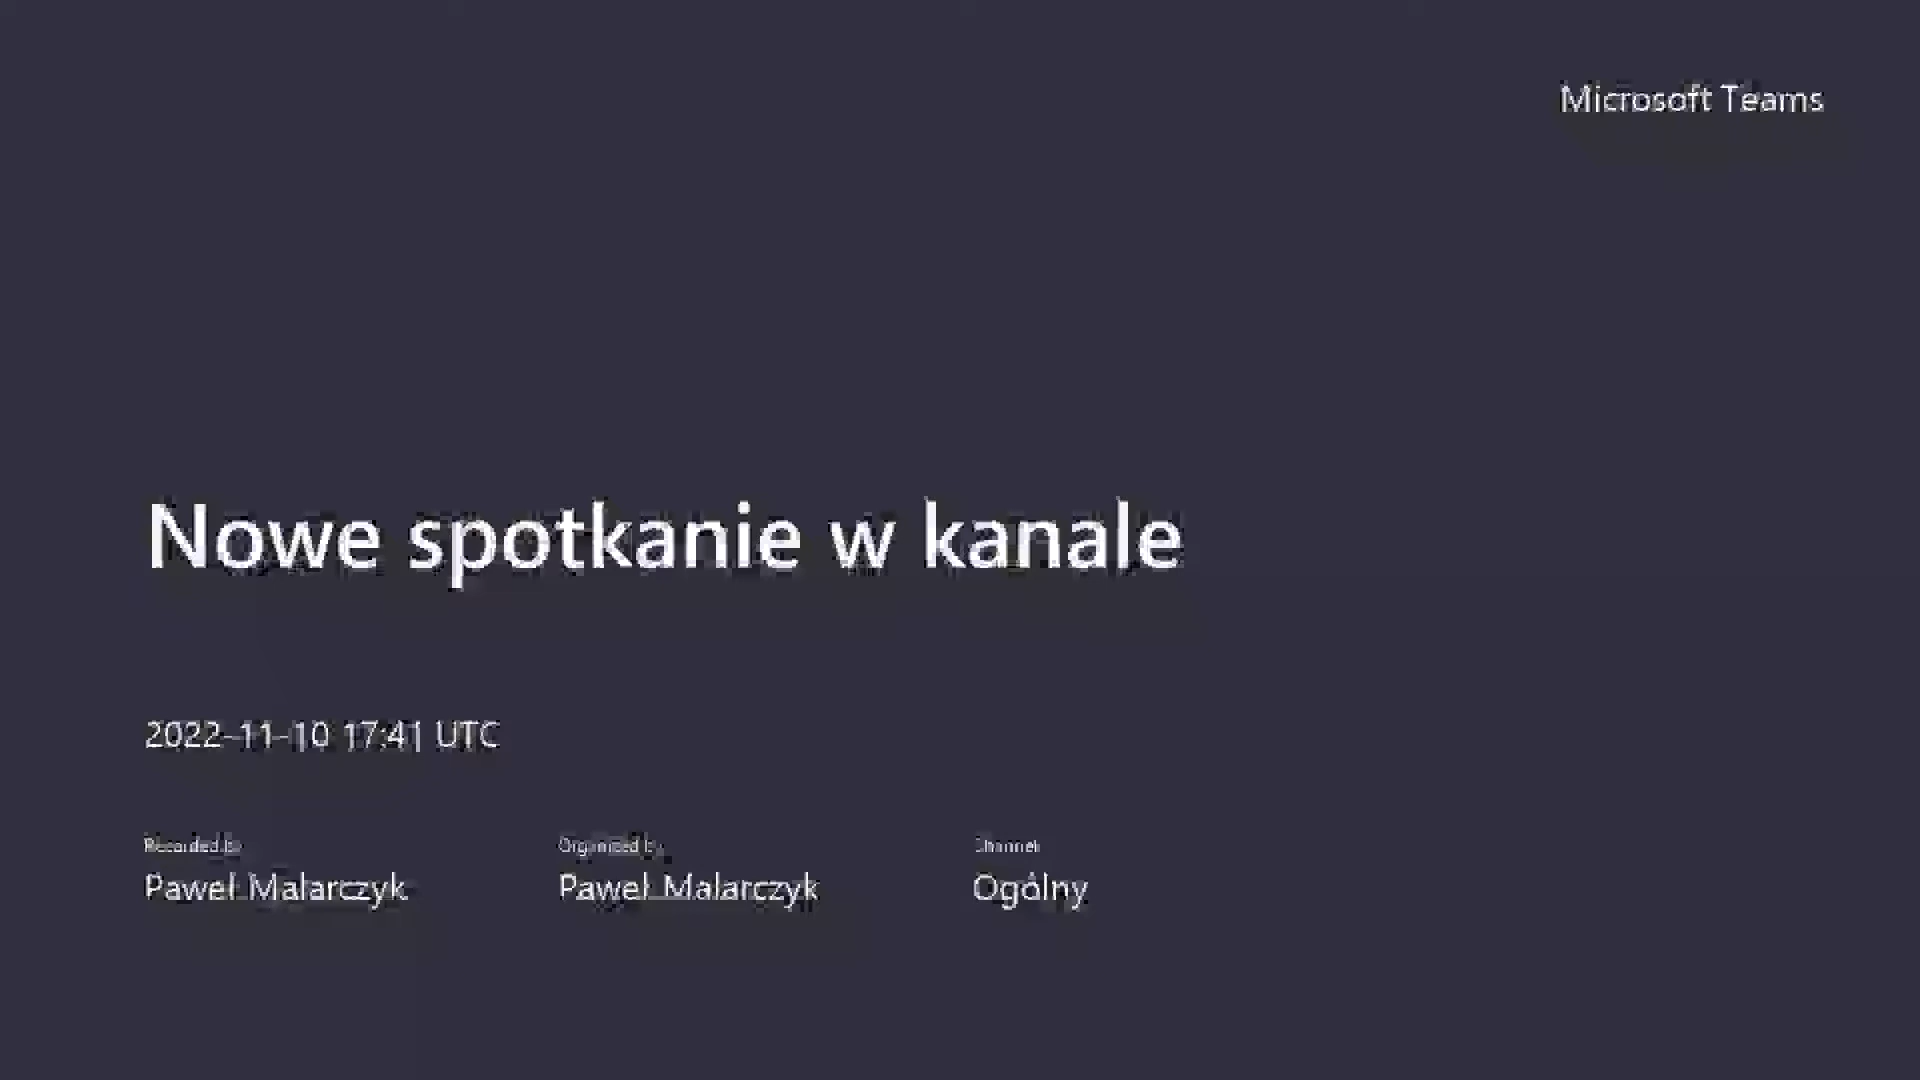 Microsoft Teams
Nowe spotkanie w kanale
2022-11-10 17:41 UTC
Recorded by
Organized by
Channel
Paweł Malarczyk
Paweł Malarczyk
Ogólny